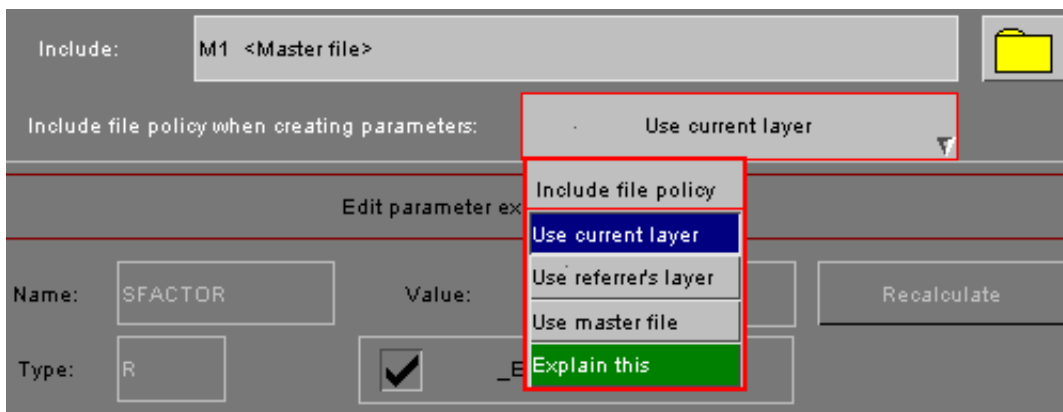 Include:
M1 <Master file>
Include file policy when creating parameters:
Use current layer
Include file policy
Edit parameter ex
Use current layer
Name:
SFACTOR
Value:
Use referrer's layer
Recalculate
Use master file
Type:
R
_E
Explain this